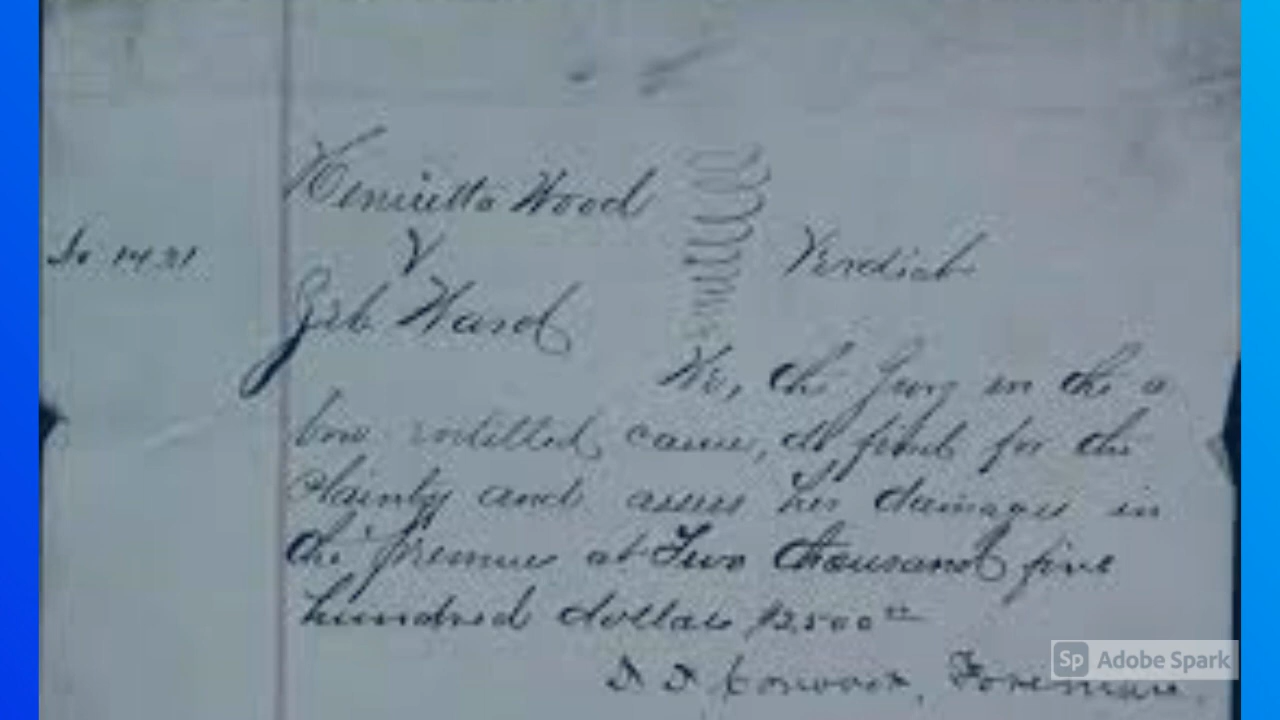 Henrietta Wood
No 1431
V
Verdict
Zeb. Ward
We, the Jury in the a
bove entitled cause, do find for the
plaintiff and assess her damages in
the premises at Two thousand five
hundred dollars $2,500 00
Foreman.
Sp Adobe Spark